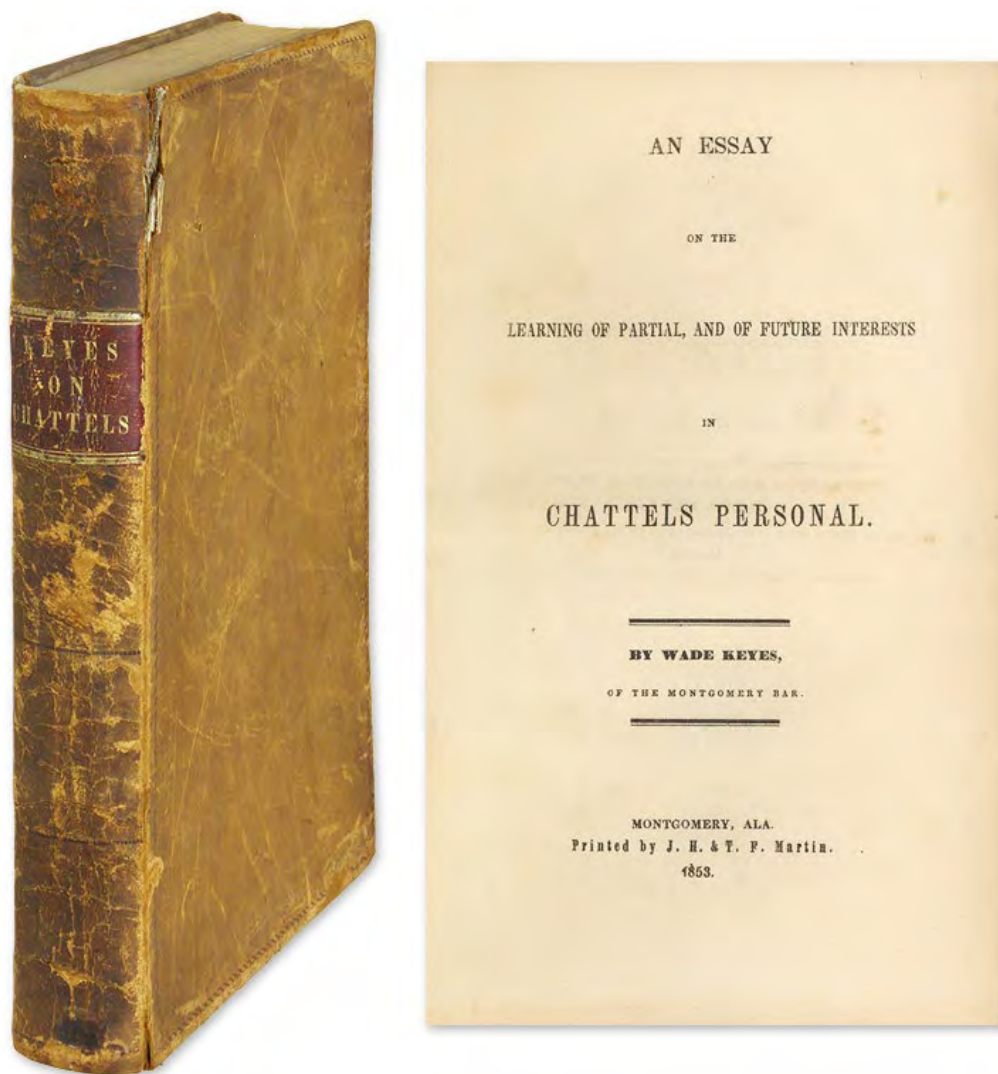 KEYES
ON
CHATTELS
AN ESSAY
ON THE
LEARNING OF PARTIAL, AND OF FUTURE INTERESTS
IN
CHATTELS PERSONAL.
BY WADE KEYES,
OF THE MONTGOMERY BAR.
MONTGOMERY, ALA.
Printed by J. H. & T. F. Martin.
1853.